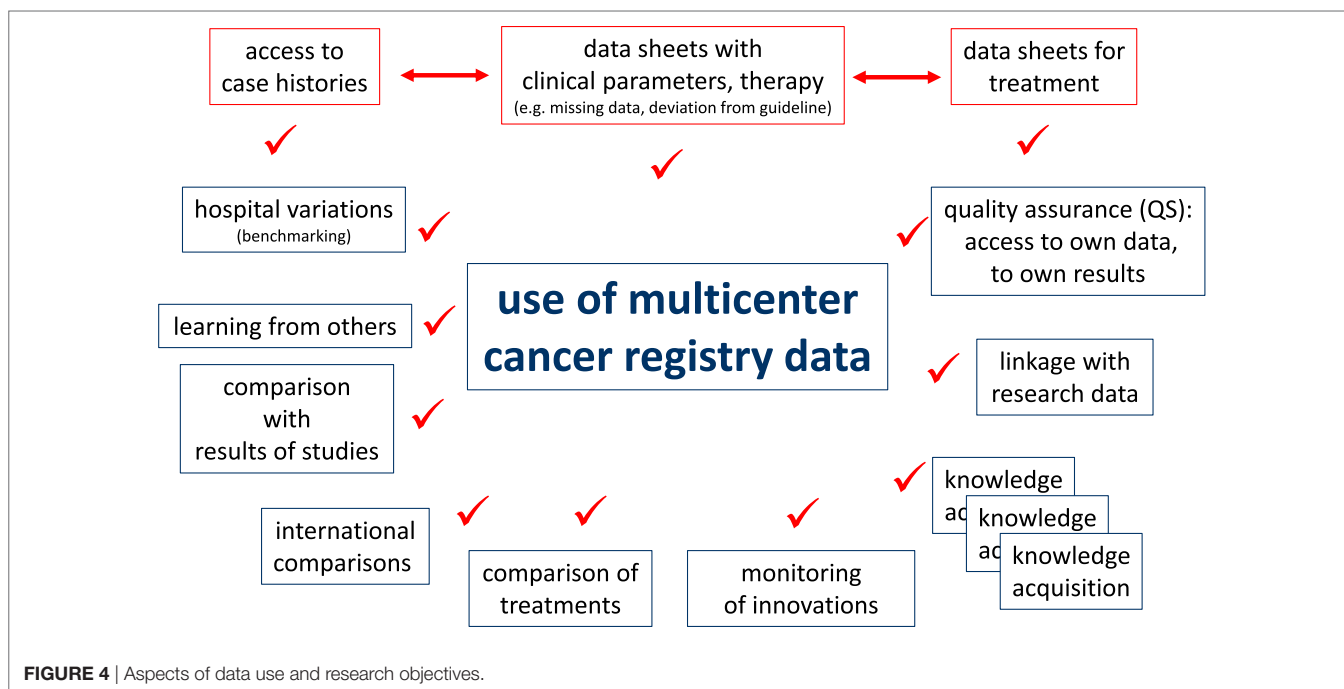 access to
case histories
data sheets with
clinical parameters, therapy
(e.g. missing data, deviation from guideline)
data sheets for
treatment
hospital variations
(benchmarking)
quality assurance (QS):
access to own data,
to own results
use of multicenter
cancer registry data
learning from others
linkage with
research data
comparison
with
results of studies
knowledge
knowledge
knowledge
acquisition
international
comparisons
comparison of
treatments
monitoring
of innovations
FIGURE 4 | Aspects of data use and research objectives.